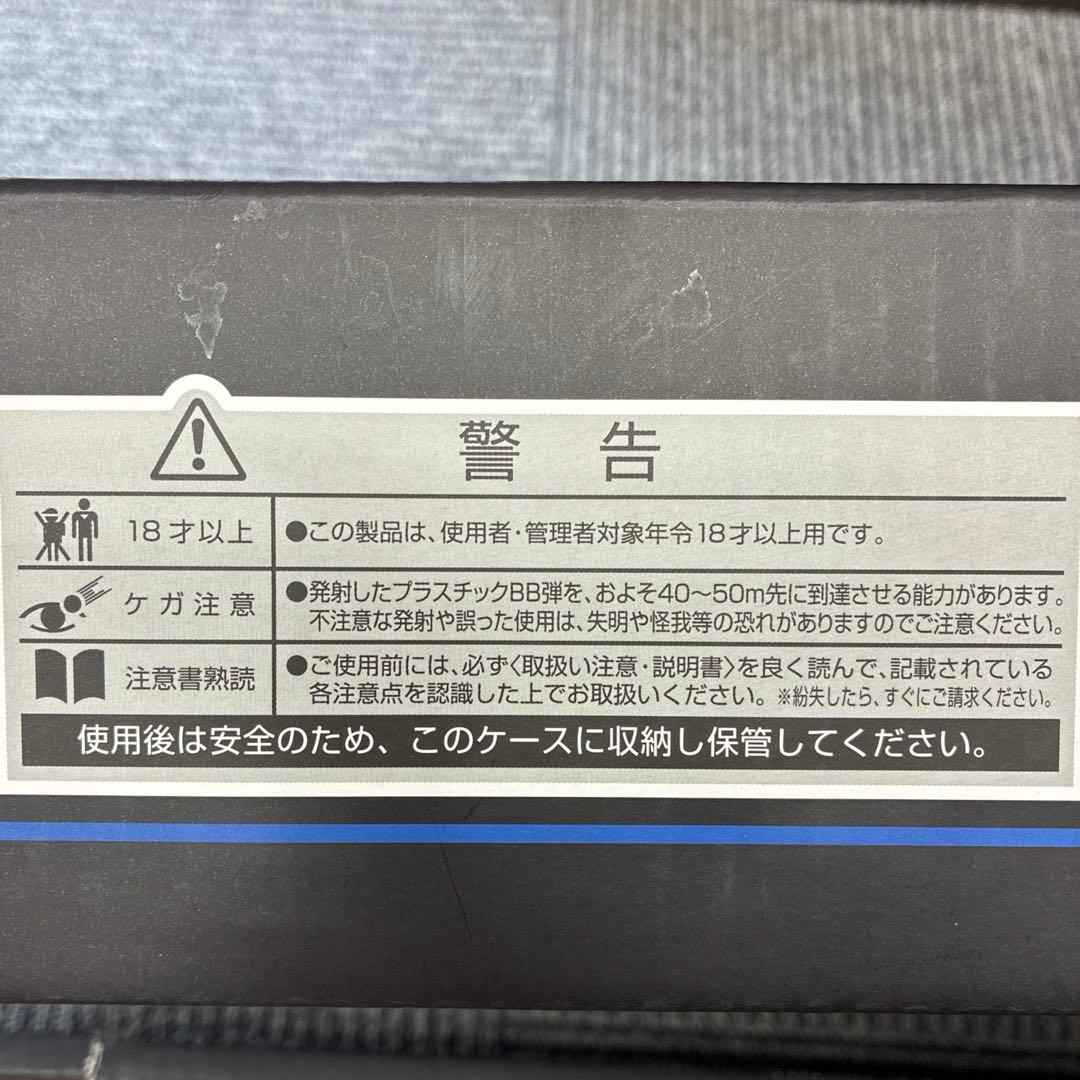 警告
18才以上
●この製品は、使用者・管理者対象年令18才以上用です。
ケガ注意
●発射したプラスチックBB弾を、およそ40〜50m先に到達させる能力があります。
不注意な発射や誤った使用は、失明や怪我等の恐れがありますのでご注意ください。
注意書熟読
●ご使用前には、必ず〈取扱い注意・説明書〉を良く読んで、記載されている
各注意点を認識した上でお取扱いください。※紛失したら、すぐにご請求ください。
使用後は安全のため、このケースに収納し保管してください。